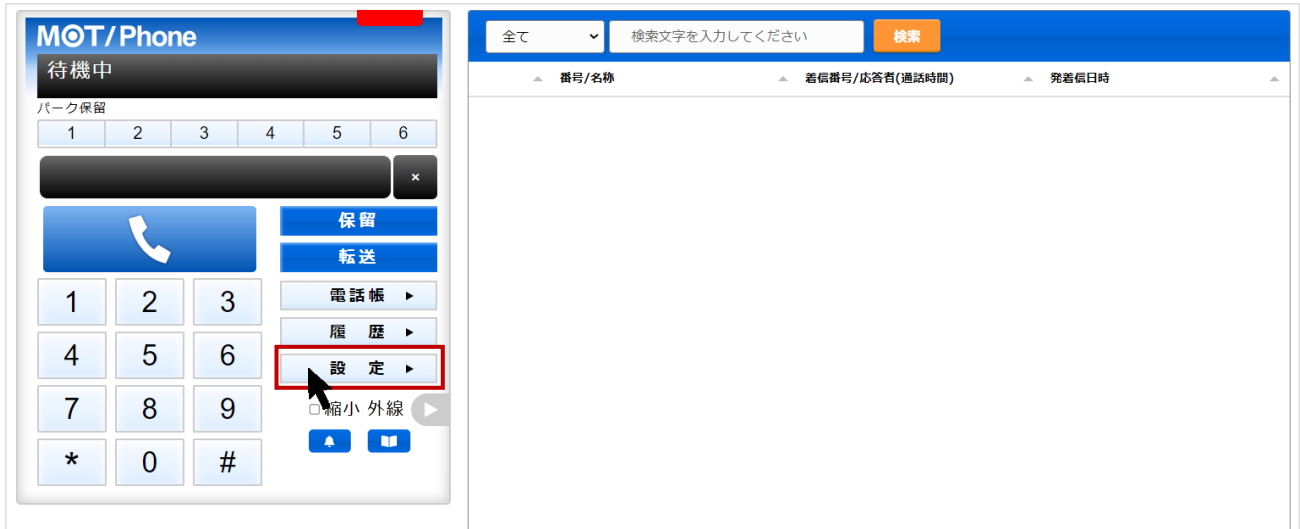 MOT/Phone
待機中
パーク保留
1 2 3 4 5 6
×
保留
転送
1 2 3
電話帳
履 歴
4 5 6
設 定
7 8 9
縮小 外線
* 0 #
全て 検索文字を入力してください 検索
番号/名称 着信番号/応答者(通話時間) 発着信日時